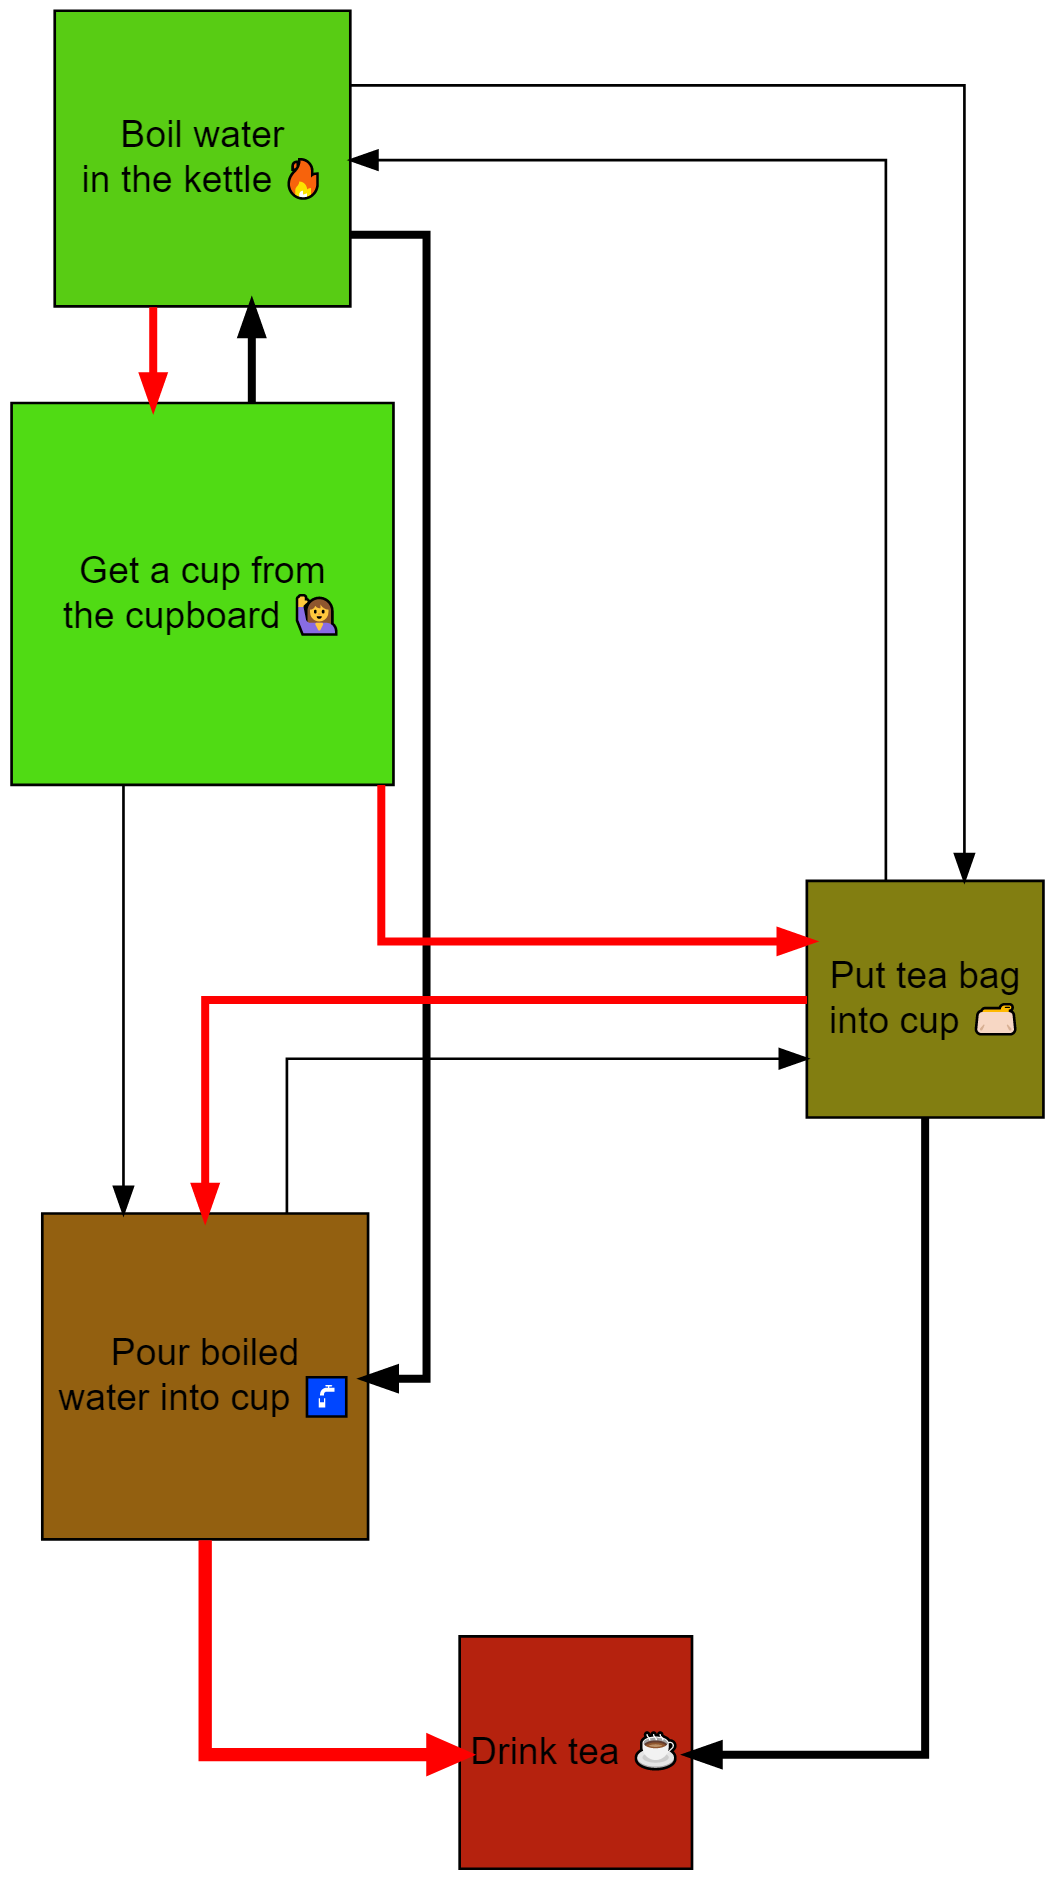 Boil water
in the kettle 🔥
Get a cup from
the cupboard 🙋‍♀️
Put tea bag
into cup 👝
Pour boiled
water into cup 🚰
Drink tea ☕